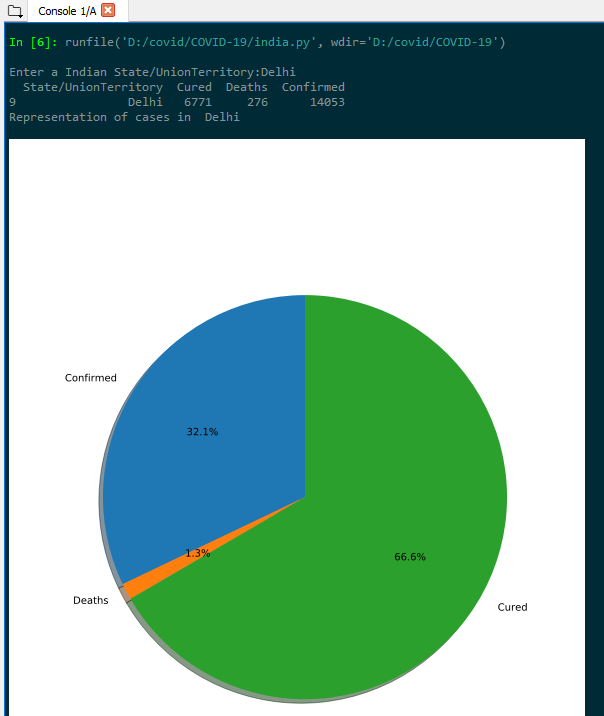 Console 1/A
In [6]: runfile('D:/covid/COVID-19/india.py', wdir='D:/covid/COVID-19')
Enter a Indian State/UnionTerritory:Delhi
State/UnionTerritory Cured Deaths Confirmed
9 Delhi 6771 276 14053
Representation of cases in Delhi
Confirmed
32.1%
1.3%
66.6%
Deaths
Cured